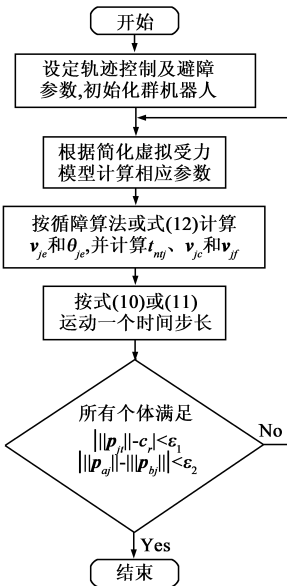 开始
设定轨迹控制及避障
参数,初始化群机器人
根据简化虚拟受力
模型计算相应参数
按循障算法或式(12)计算
v_je和θ_je,并计算t_ntj、v_jc和v_jf
按式(10)或(11)
运动一个时间步长
所有个体满足
|||p_jt||-c_r|<ε_1
|||p_aj||-|||p_bj|||<ε_2
No
Yes
结束